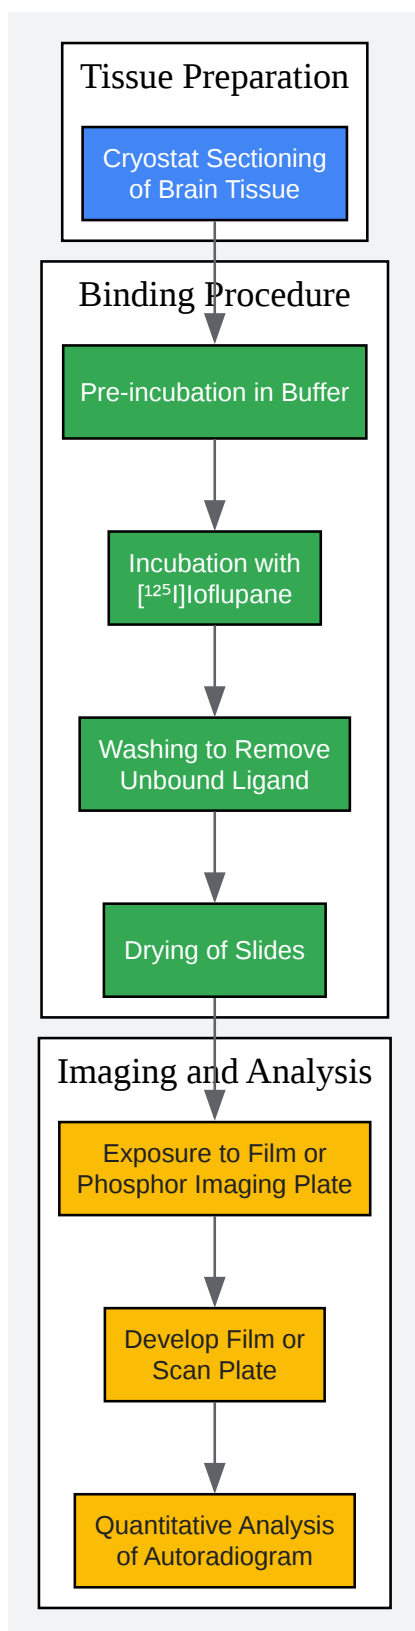 Tissue Preparation
Cryostat Sectioning
of Brain Tissue
Binding Procedure
Pre-incubation in Buffer
Incubation with
[¹²⁵I]Ioflupane
Washing to Remove
Unbound Ligand
Drying of Slides
Imaging and Analysis
Exposure to Film or
Phosphor Imaging Plate
Develop Film or
Scan Plate
Quantitative Analysis
of Autoradiogram